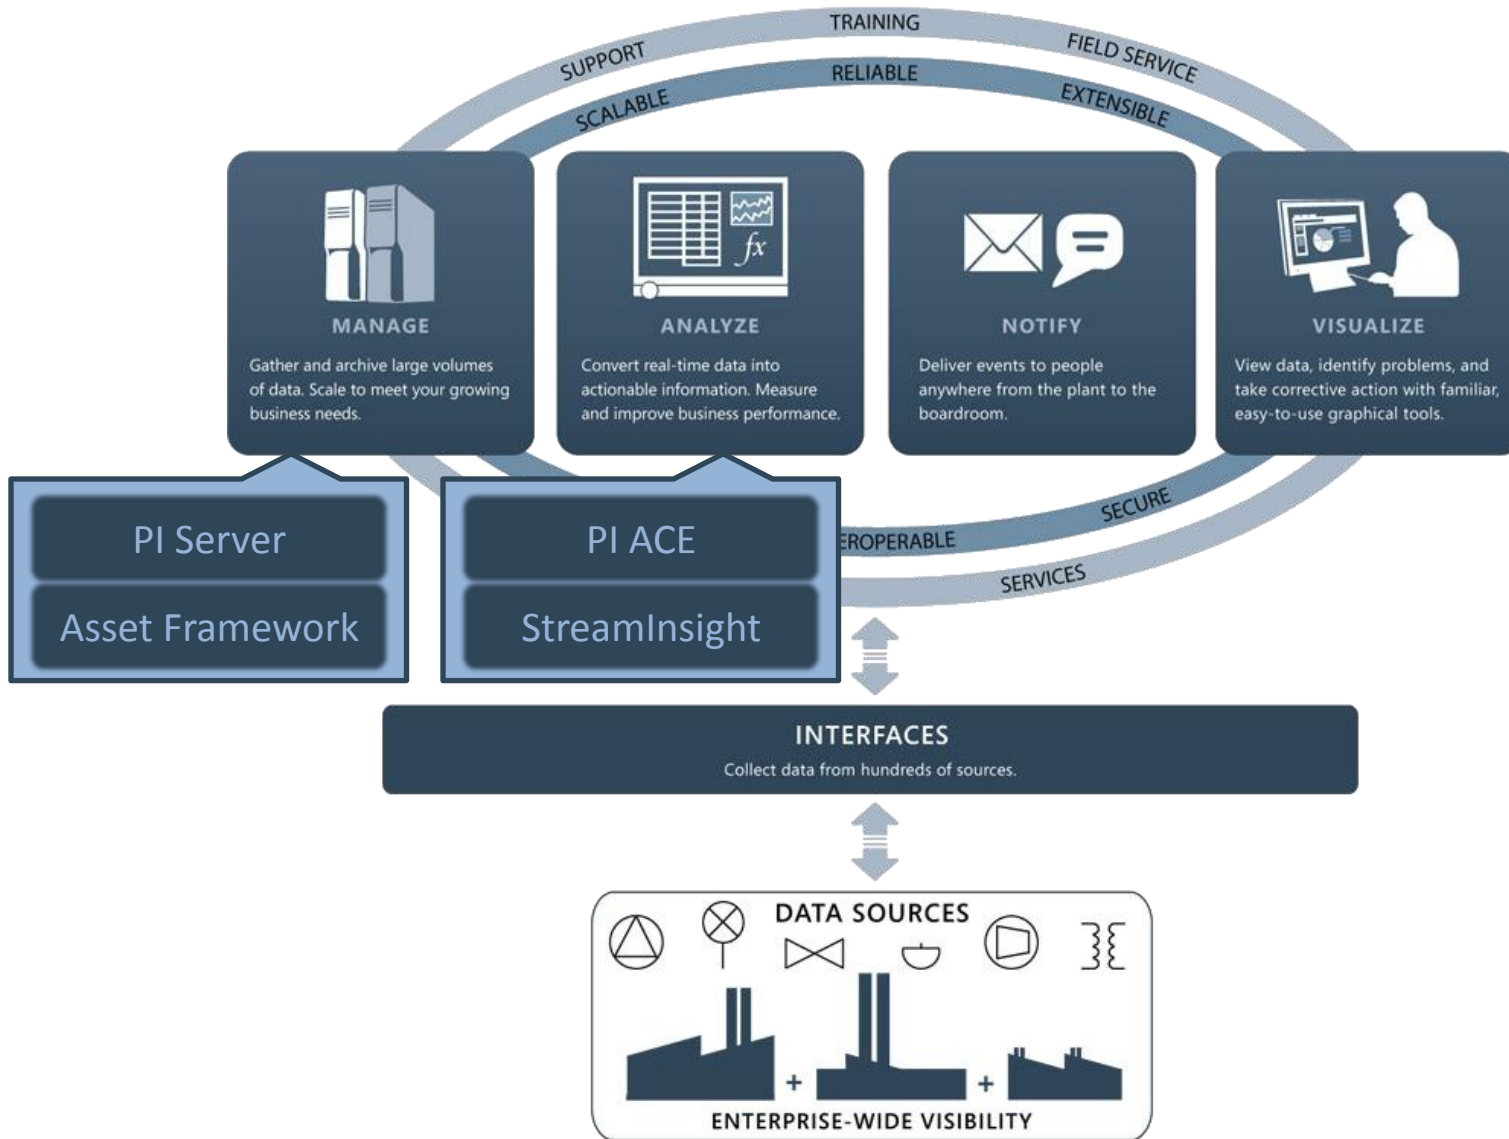 TRAINING
SUPPORT
FIELD SERVICE
RELIABLE
SCALABLE
EXTENSIBLE
fx
MANAGE
Gather and archive large volumes
of data. Scale to meet your growing
business needs.
ANALYZE
Convert real-time data into
actionable information. Measure
and improve business performance.
NOTIFY
Deliver events to people
anywhere from the plant to the
boardroom.
VISUALIZE
View data, identify problems, and
take corrective action with familiar,
easy-to-use graphical tools.
PI Server
Asset Framework
PI ACE
StreamInsight
EROPERABLE
SECURE
SERVICES
INTERFACES
Collect data from hundreds of sources.
DATA SOURCES
+ +
ENTERPRISE-WIDE VISIBILITY